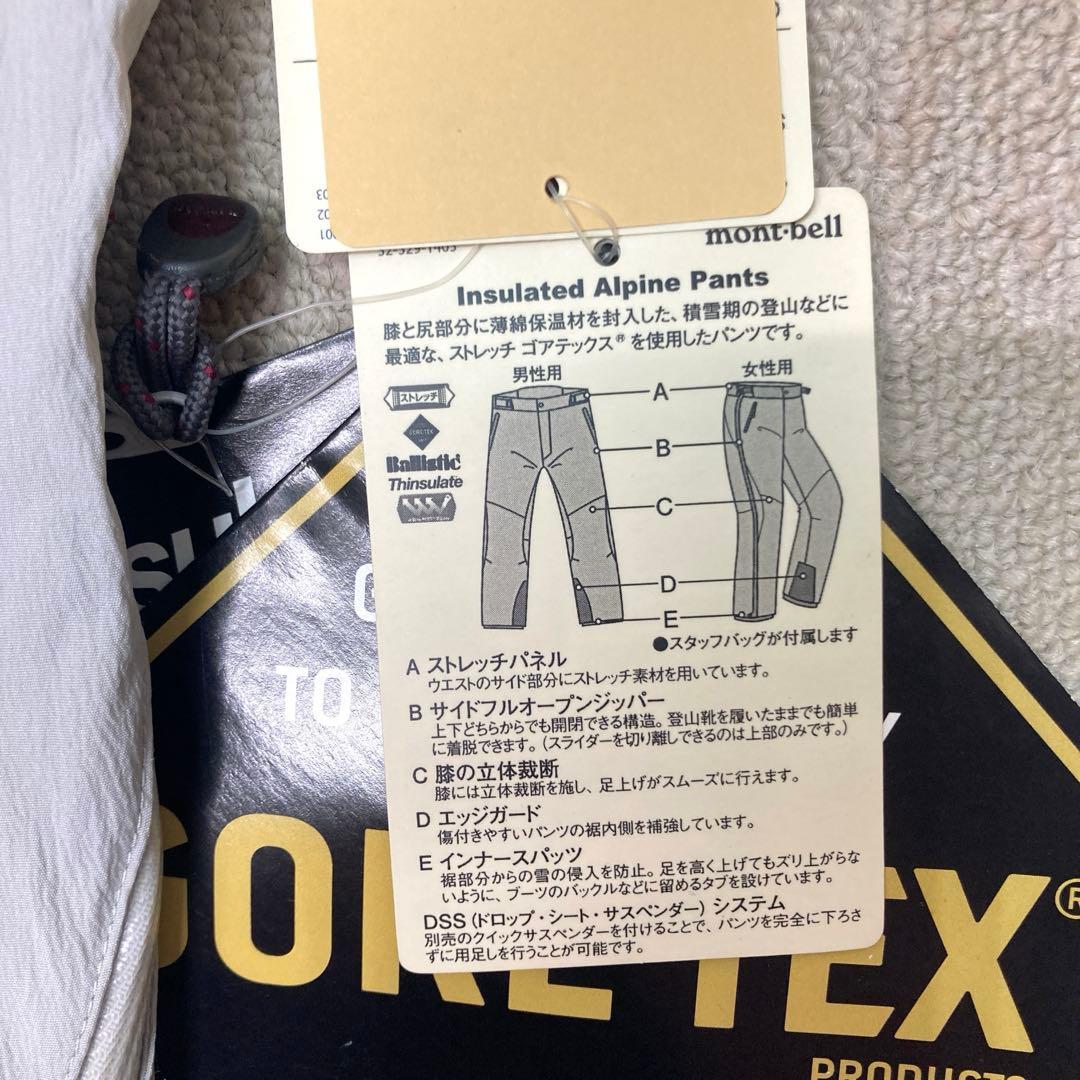 mont·bell
Insulated Alpine Pants
膝と尻部分に薄綿保温材を封入した、積雪期の登山などに
最適な、ストレッチ ゴアテックス®を使用したパンツです。
男性用
女性用
ストレッチ
GORE-TEX
Ballistic
Thinsulate
A
B
C
D
E
●スタッフバッグが付属します
A ストレッチパネル
ウエストのサイド部分にストレッチ素材を用いています。
B サイドフルオープンジッパー
上下どちらからでも開閉できる構造。登山靴を履いたままでも簡単
に着脱できます。(スライダーを切り離しできるのは上部のみです。)
C 膝の立体裁断
膝には立体裁断を施し、足上げがスムーズに行えます。
D エッジガード
傷付きやすいパンツの裾内側を補強しています。
E インナースパッツ
裾部分からの雪の侵入を防止。足を高く上げてもズリ上がらな
いように、ブーツのバックルなどに留めるタブを設けています。
DSS (ドロップ・シート・サスペンダー) システム
別売のクイックサスペンダーを付けることで、パンツを完全に下ろさ
ずに用足しを行うことが可能です。
TO
GORE-TEX®
PRODUCTS